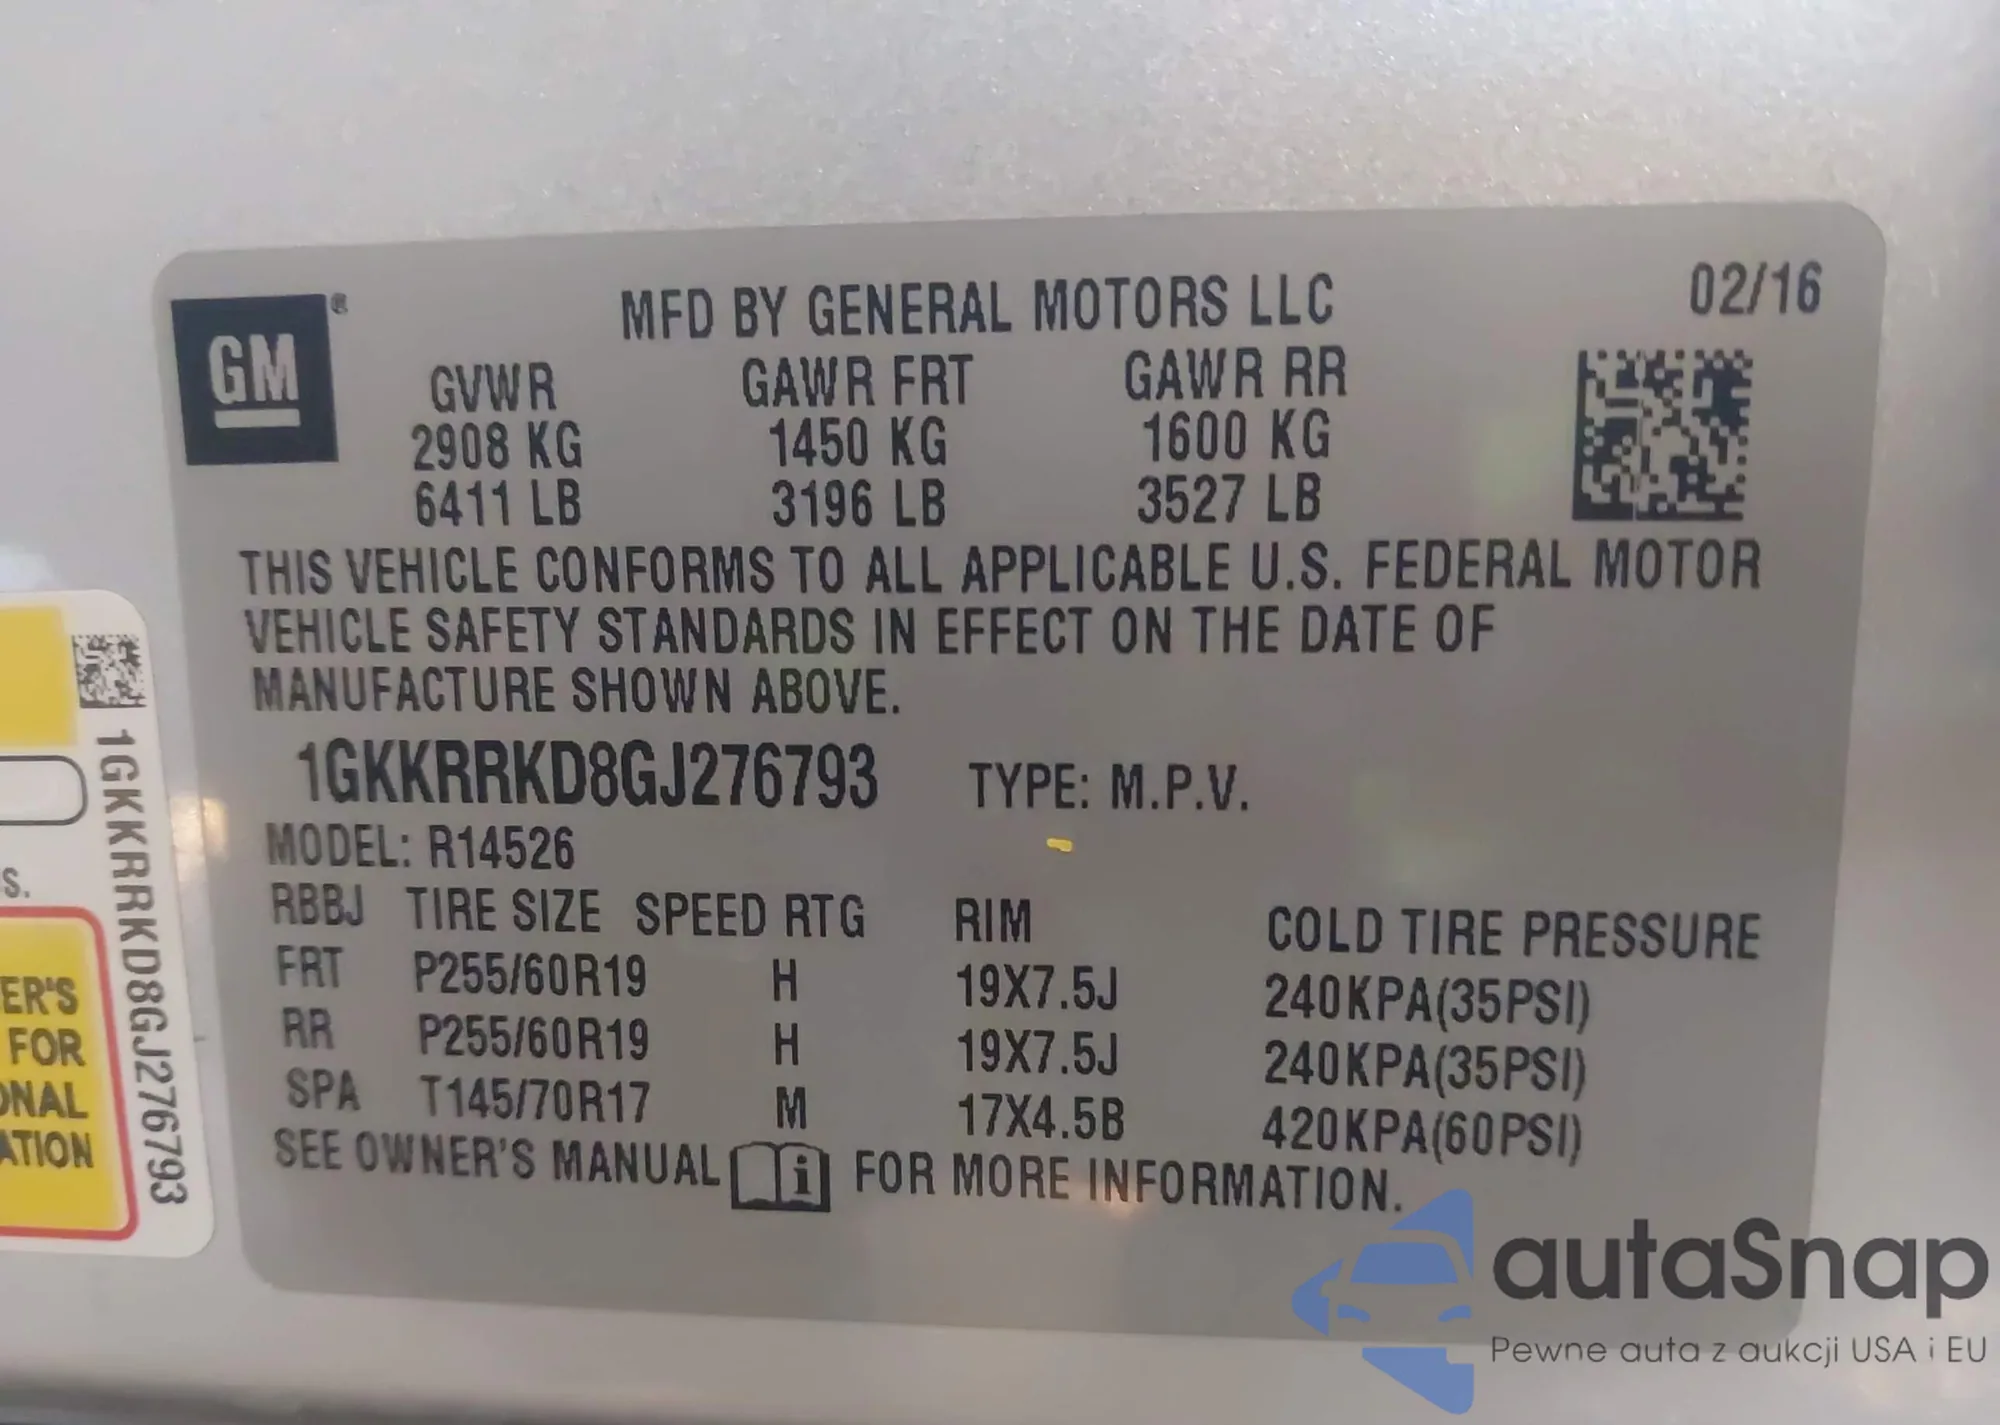 GM ®
MFD BY GENERAL MOTORS LLC
02/16
GVWR GAWR FRT GAWR RR
2908 KG 1450 KG 1600 KG
6411 LB 3196 LB 3527 LB
THIS VEHICLE CONFORMS TO ALL APPLICABLE U.S. FEDERAL MOTOR
VEHICLE SAFETY STANDARDS IN EFFECT ON THE DATE OF
MANUFACTURE SHOWN ABOVE.
1GKKRRKD8GJ276793 TYPE: M.P.V.
MODEL: R14526
RBBJ TIRE SIZE SPEED RTG RIM COLD TIRE PRESSURE
FRT P255/60R19 H 19X7.5J 240KPA(35PSI)
RR P255/60R19 H 19X7.5J 240KPA(35PSI)
SPA T145/70R17 M 17X4.5B 420KPA(60PSI)
SEE OWNER'S MANUAL i FOR MORE INFORMATION.
1GKKRRKD8GJ276793
S.
ER'S
FOR
ONAL
ATION
autaSnap
Pewne auta z aukcji USA i EU